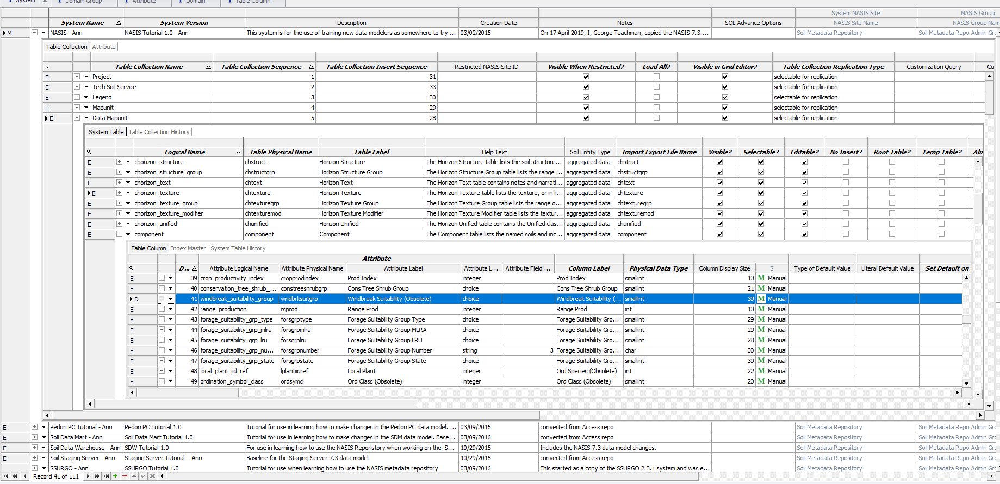 System Domain Group Attribute Domain Table Column
System NASIS Site NASIS Group
System Name System Version Description Creation Date Notes SQL Advance Options NASIS Site Name NASIS Group Name
M NASIS - Ann NASIS Tutorial 1.0 - Ann This system is for the use of training new data modelers as somewhere to try ... 03/02/2015 On 17 April 2019, I, George Teachman, copied the NASIS 7.3.... Soil Metadata Repository Soil Metadata Repo Admin Gro
Table Collection Attribute
Table Collection Name Table Collection Sequence Table Collection Insert Sequence Restricted NASIS Site ID Visible When Restricted? Load All? Visible in Grid Editor? Table Collection Replication Type Customization Query Cu
E Project 1 31 selectable for replication
E Tech Soil Service 2 33 selectable for replication
E Legend 3 30 selectable for replication
E Mapunit 4 29 selectable for replication
E Data Mapunit 5 28 selectable for replication
System Table Table Collection History
Logical Name Table Physical Name Table Label Help Text Soil Entity Type Import Export File Name Visible? Selectable? Editable? No Insert? Root Table? Temp Table? Alia
E chorizon_structure chstruct Horizon Structure The Horizon Structure table lists the soil structure... aggregated data chstruct
E chorizon_structure_group chstructgrp Horizon Structure Group The Horizon Structure Group table lists the range ... aggregated data chstructgrp
E chorizon_text chtext Horizon Text The Horizon Text table contains notes and narrati... aggregated data chtext
E chorizon_texture chtexture Horizon Texture The Horizon Texture table lists the texture, or in li... aggregated data chtexture
E chorizon_texture_group chtexturegrp Horizon Texture Group The Horizon Texture Group table lists the range o... aggregated data chtexturegrp
E chorizon_texture_modifier chtexturemod Horizon Texture Modifier The Horizon Texture Modifier table lists the textur... aggregated data chtexturemod
E chorizon_unified chunified Horizon Unified The Horizon Unified table contains the Unified clas... aggregated data chunified
E component component Component The Component table lists the named soils and inc... aggregated data component
Table Column Index Master System Table History
Attribute
D... Attribute Logical Name Attribute Physical Name Attribute Label Attribute L... Attribute Field ... Column Label Physical Data Type Column Display Size S Type of Default Value Literal Default Value Set Default on
E 39 crop_productivity_index cropprodindex Prod Index integer Prod Index smallint 10 M Manual
E 40 conservation_tree_shrub_... constreeshrubgrp Cons Tree Shrub Group choice Cons Tree Shrub Group smallint 21 M Manual
D 41 windbreak_suitability_group wndbrksuitgrp Windbreak Suitability (Obsolete) choice Windbreak Suitability (... smallint 30 M Manual
E 42 range_production rsprod Range Prod integer Range Prod int 10 M Manual
E 43 forage_suitability_grp_type forsgrptype Forage Suitability Group Type choice Forage Suitability Gro... smallint 29 M Manual
E 44 forage_suitability_grp_mlra forsgrpmlra Forage Suitability Group MLRA choice Forage Suitability Gro... smallint 29 M Manual
E 45 forage_suitability_grp_lru forsgrplru Forage Suitability Group LRU choice Forage Suitability Gro... smallint 28 M Manual
E 46 forage_suitability_grp_nu... forsgrpnumber Forage Suitability Group Number string 3 Forage Suitability Gro... char 30 M Manual
E 47 forage_suitability_grp_state forsgrpstate Forage Suitability Group State choice Forage Suitability Gro... smallint 30 M Manual
E 48 local_plant_iid_ref lplantiidref Local Plant integer Ord Species (Obsolete) int 22 M Manual
E 49 ordination_symbol_class ordsymcl Ord Class (Obsolete) integer Ord Class (Obsolete) smallint 20 M Manual
E Pedon PC Tutorial - Ann Pedon PC Tutorial 1.0 Tutorial for use in learning how to make changes in the Pedon PC data model. ... 03/09/2016 converted from Access repo Soil Metadata Repository Soil Metadata Repo Admin Gro
E Soil Data Mart - Ann Soil Data Mart Tutorial 1.0 Tutorial for use in learning how to make changes in the SDM data model. Base... 03/09/2016 converted from Access repo Soil Metadata Repository Soil Metadata Repo Admin Gro
E Soil Data Warehouse - Ann SDW Tutorial 1.0 For use in learning how to use the NASIS Reporistory when working on the S... 10/29/2015 Includes the NASIS 7.3 data model changes. Soil Metadata Repository Soil Metadata Repo Admin Gro
E Soil Staging Server - Ann Staging Server Tutorial - Ann Baseline for the Staging Server 7.3 data model 10/29/2015 converted from Access repo Soil Metadata Repository Soil Metadata Repo Admin Gro
E SSURGO - Ann SSURGO Tutorial 1.0 Tutorial for use when learning how to use the NASIS metadata repository 03/09/2016 This started as a copy of the SSURGO 2.3.1 system and was e... Soil Metadata Repository Soil Metadata Repo Admin Gro
Record 41 of 111